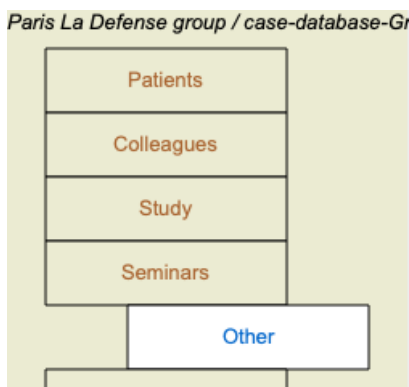 Paris La Defense group / case-database-Gr
Patients
Colleagues
Study
Seminars
Other